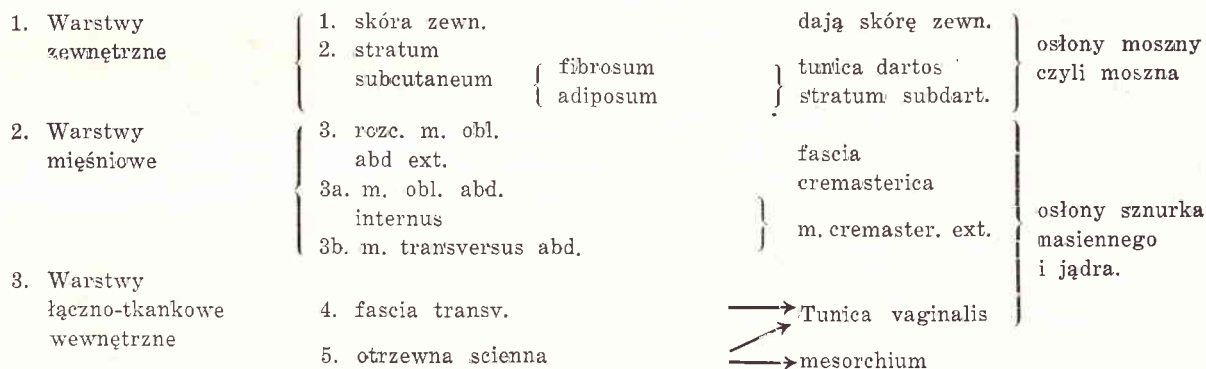 1. Warstwy zewnętrzne
1. skóra zewn.
2. stratum subcutaneum
fibrosum
adiposum
dają skórę zewn.
tunica dartos
stratum subdart.
osłony moszny
czyli moszna
2. Warstwy
mięśniowe
3. rozc. m. obl.
abd ext.
3a. m. obl. abd.
internus
3b. m. transversus abd.
fascia
cremasterica
m. cremaster. ext.
osłony sznurka
nasiennego
i jądra.
3. Warstwy
łączno-tkankowe
wewnętrzne
4. fascia transv.
5. otrzewna scienna
Tunica vaginalis
mesorchium